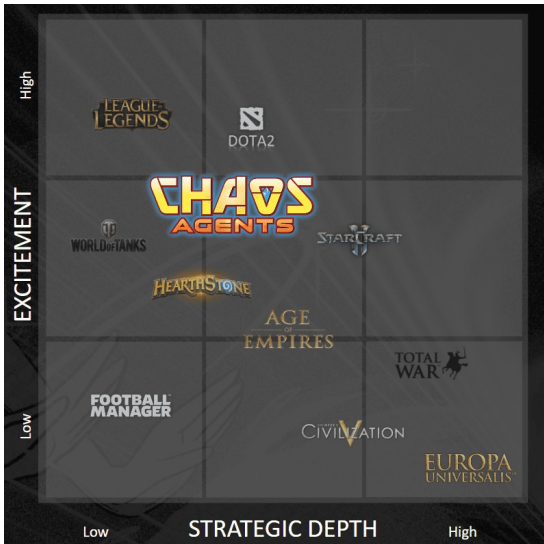 High
LEAGUE OF
LEGENDS
DOTA2
CHAOS
AGENTS
EXCITEMENT
WORLD OF TANKS
STARCRAFT
II
HEARTHSTONE
AGE
OF
EMPIRES
TOTAL
WAR
FOOTBALL
MANAGER
Low
CIVILIZATION
V
EUROPA
UNIVERSALIS
Low
STRATEGIC DEPTH
High